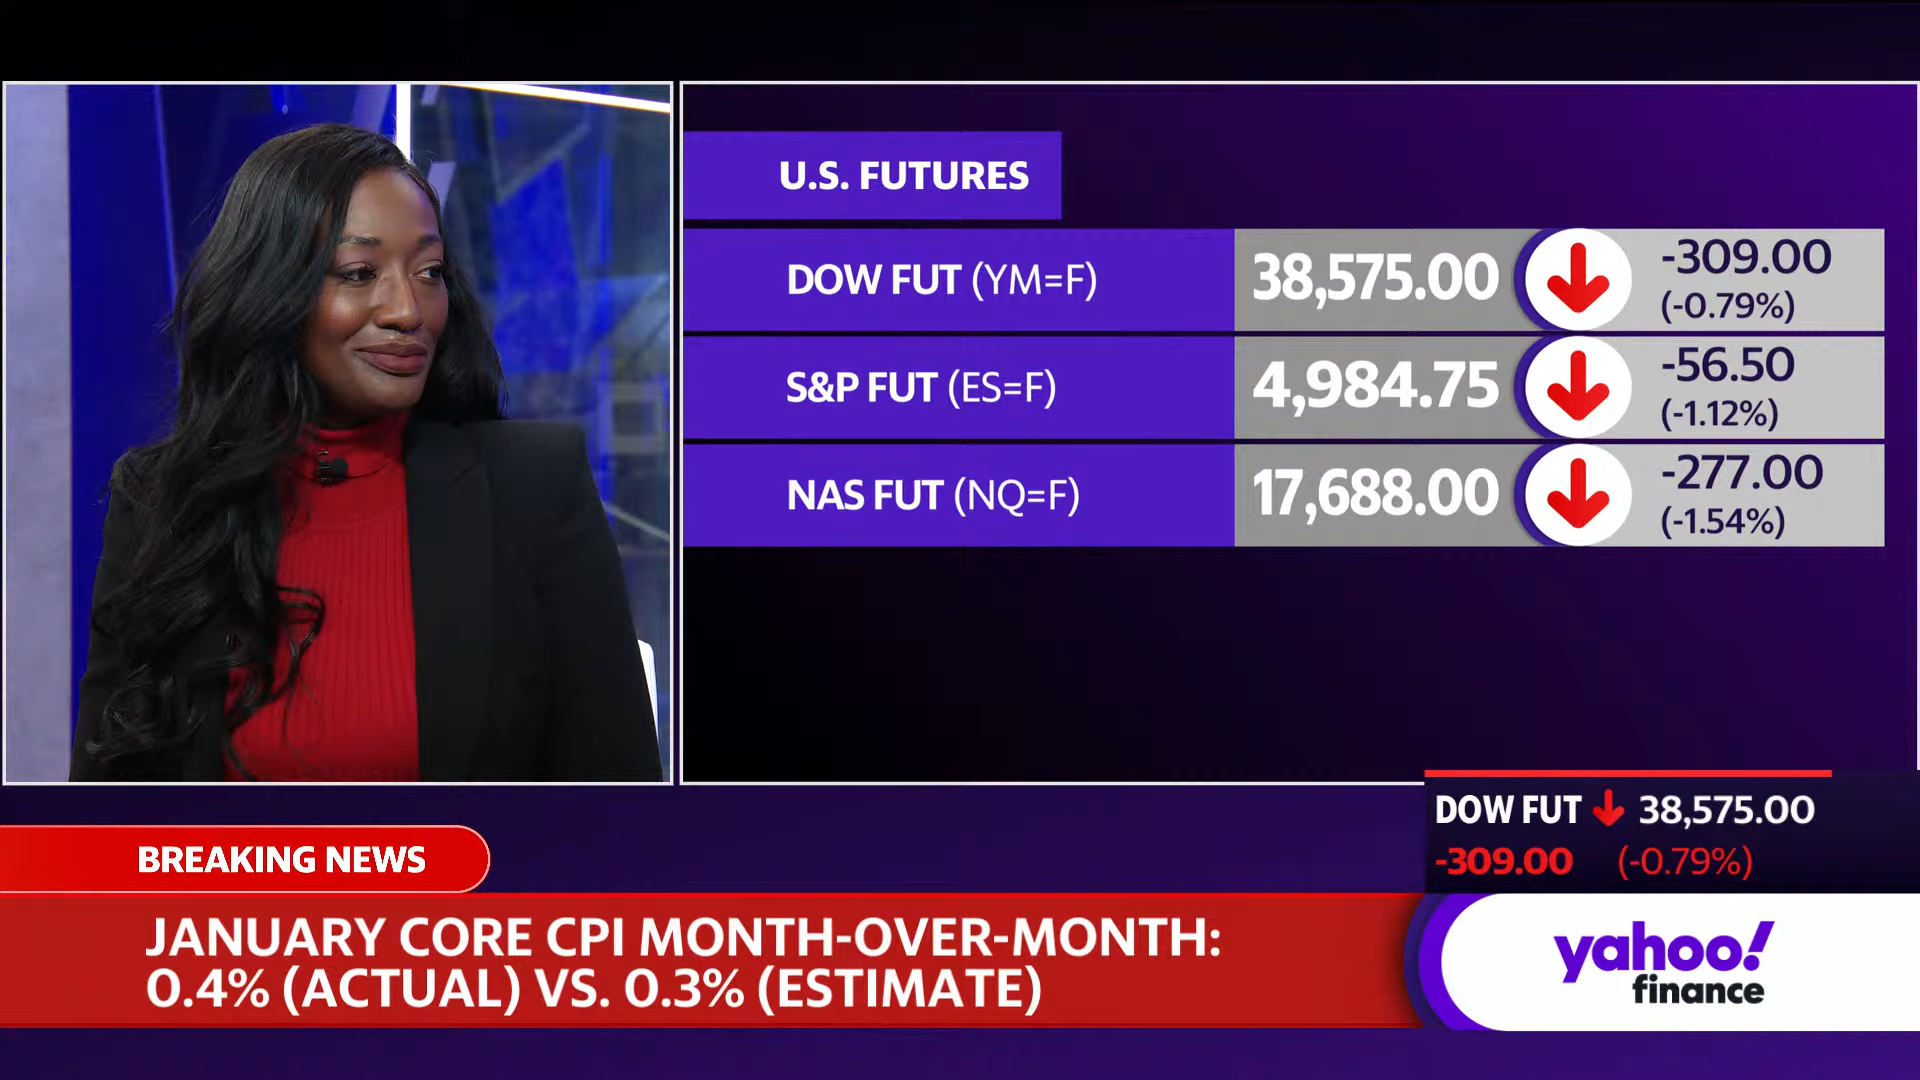 U.S. FUTURES
DOW FUT (YM=F) 38,575.00 -309.00 (-0.79%)
S&P FUT (ES=F) 4,984.75 -56.50 (-1.12%)
NAS FUT (NQ=F) 17,688.00 -277.00 (-1.54%)
DOW FUT 38,575.00
-309.00 (-0.79%)
BREAKING NEWS
JANUARY CORE CPI MONTH-OVER-MONTH:
0.4% (ACTUAL) VS. 0.3% (ESTIMATE)
yahoo!
finance